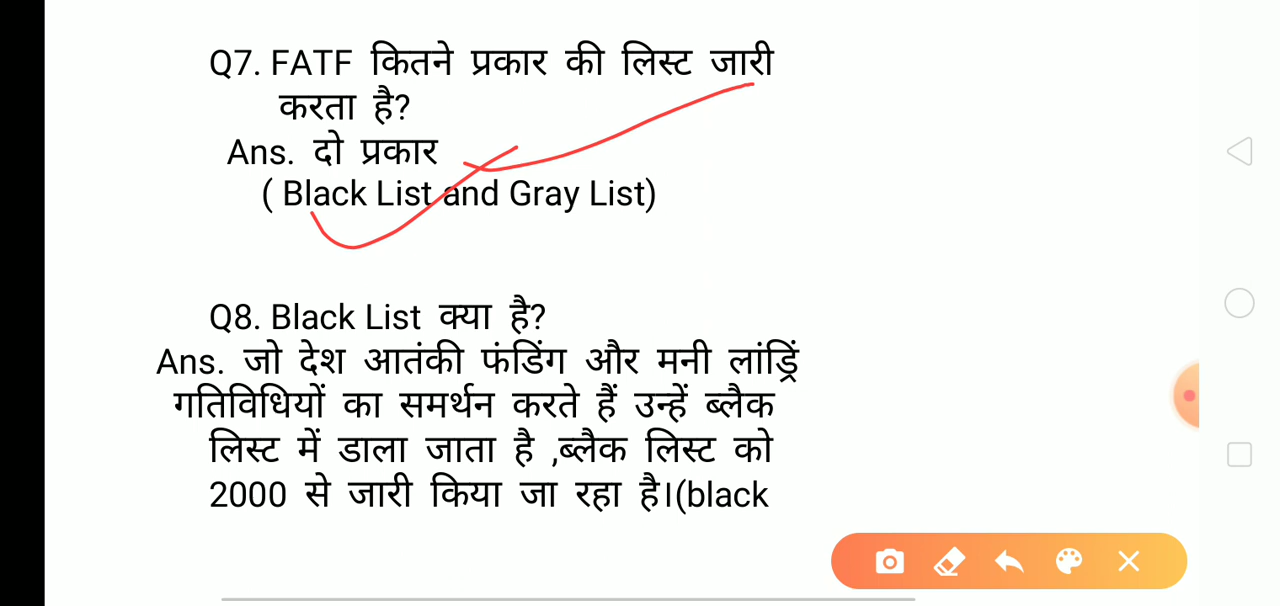 Q7. FATF कितने प्रकार की लिस्ट जारी
करता है?
Ans. दो प्रकार
( Black List and Gray List)
Q8. Black List क्या है?
Ans. जो देश आतंकी फंडिंग और मनी लांड्रिं
गतिविधियों का समर्थन करते हैं उन्हें ब्लैक
लिस्ट में डाला जाता है ,ब्लैक लिस्ट को
2000 से जारी किया जा रहा है।(black